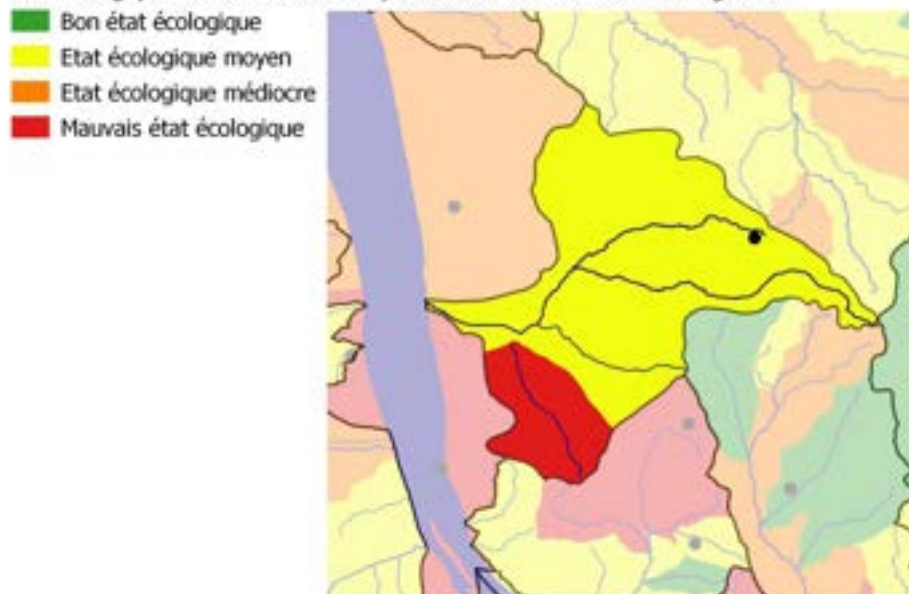 Bon état écologique
Etat écologique moyen
Etat écologique médiocre
Mauvais état écologique